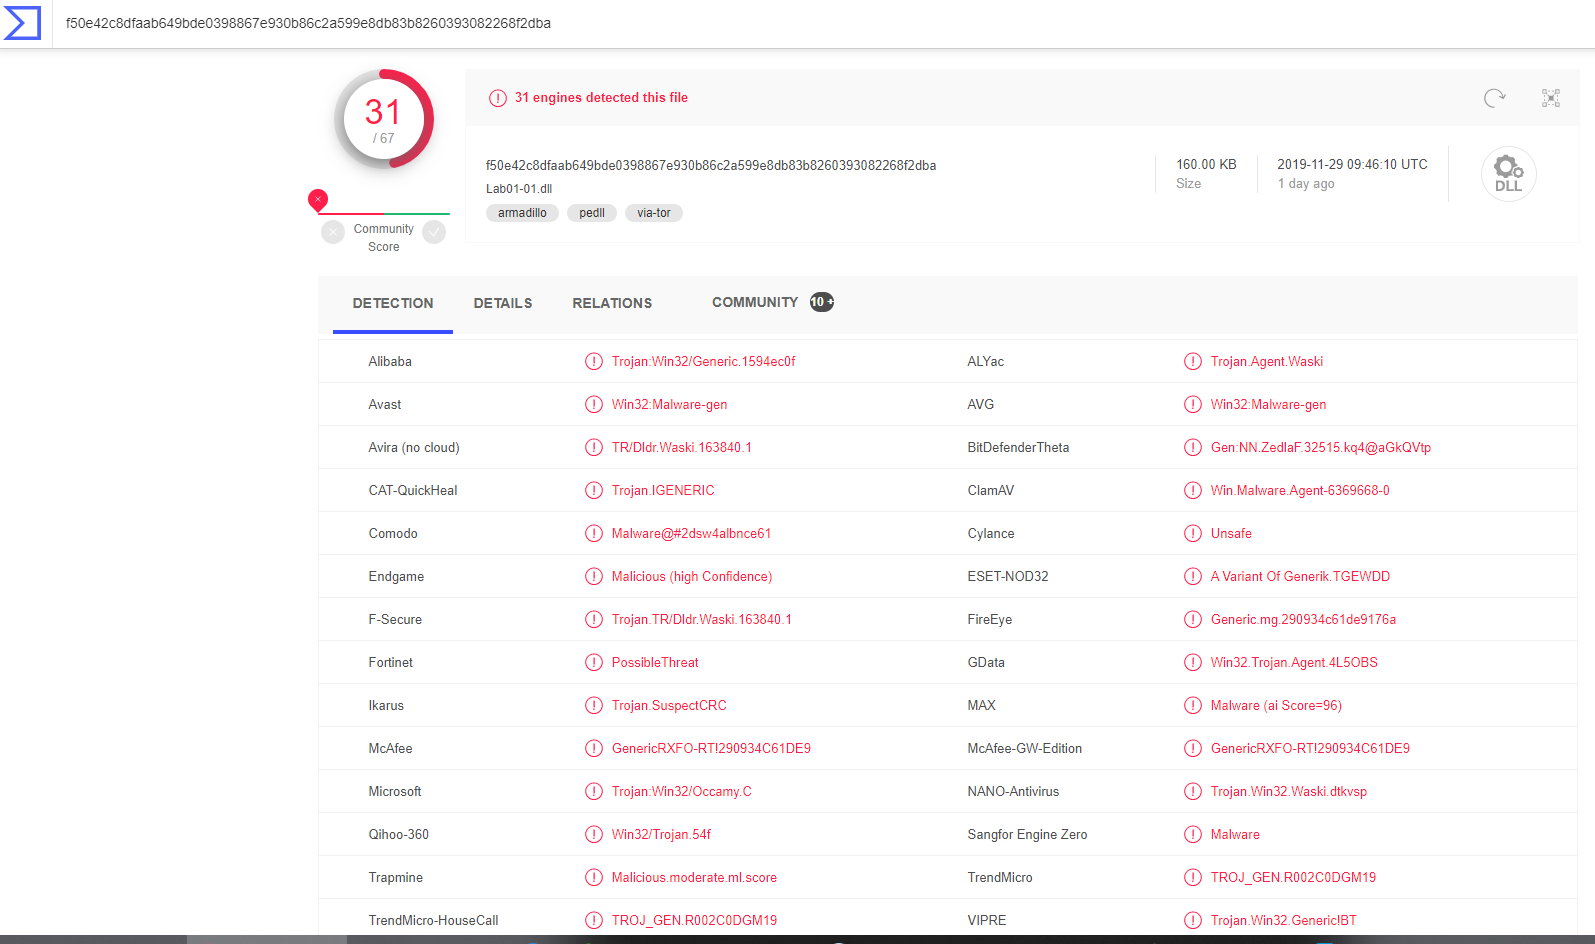 f50e42c8dfaab649bde0398867e930b86c2a599e8db83b8260393082268f2dba
31
/ 67
31 engines detected this file
f50e42c8dfaab649bde0398867e930b86c2a599e8db83b8260393082268f2dba
Lab01-01.dll
armadillo pedll via-tor
160.00 KB
Size
2019-11-29 09:46:10 UTC
1 day ago
DLL
Community
Score
DETECTION DETAILS RELATIONS COMMUNITY 10 +
Alibaba Trojan:Win32/Generic.1594ec0f ALYac Trojan.Agent.Waski
Avast Win32:Malware-gen AVG Win32:Malware-gen
Avira (no cloud) TR/Dldr.Waski.163840.1 BitDefenderTheta Gen:NN.ZedlaF.32515.kq4@aGkQVtp
CAT-QuickHeal Trojan.IGENERIC ClamAV Win.Malware.Agent-6369668-0
Comodo Malware@#2dsw4albnce61 Cylance Unsafe
Endgame Malicious (high Confidence) ESET-NOD32 A Variant Of Generik.TGEWDD
F-Secure Trojan.TR/Dldr.Waski.163840.1 FireEye Generic.mg.290934c61de9176a
Fortinet PossibleThreat GData Win32.Trojan.Agent.4L5OBS
Ikarus Trojan.SuspectCRC MAX Malware (ai Score=96)
McAfee GenericRXFO-RT!290934C61DE9 McAfee-GW-Edition GenericRXFO-RT!290934C61DE9
Microsoft Trojan:Win32/Occamy.C NANO-Antivirus Trojan.Win32.Waski.dtkvsp
Qihoo-360 Win32/Trojan.54f Sangfor Engine Zero Malware
Trapmine Malicious.moderate.ml.score TrendMicro TROJ_GEN.R002C0DGM19
TrendMicro-HouseCall TROJ_GEN.R002C0DGM19 VIPRE Trojan.Win32.Generic!BT